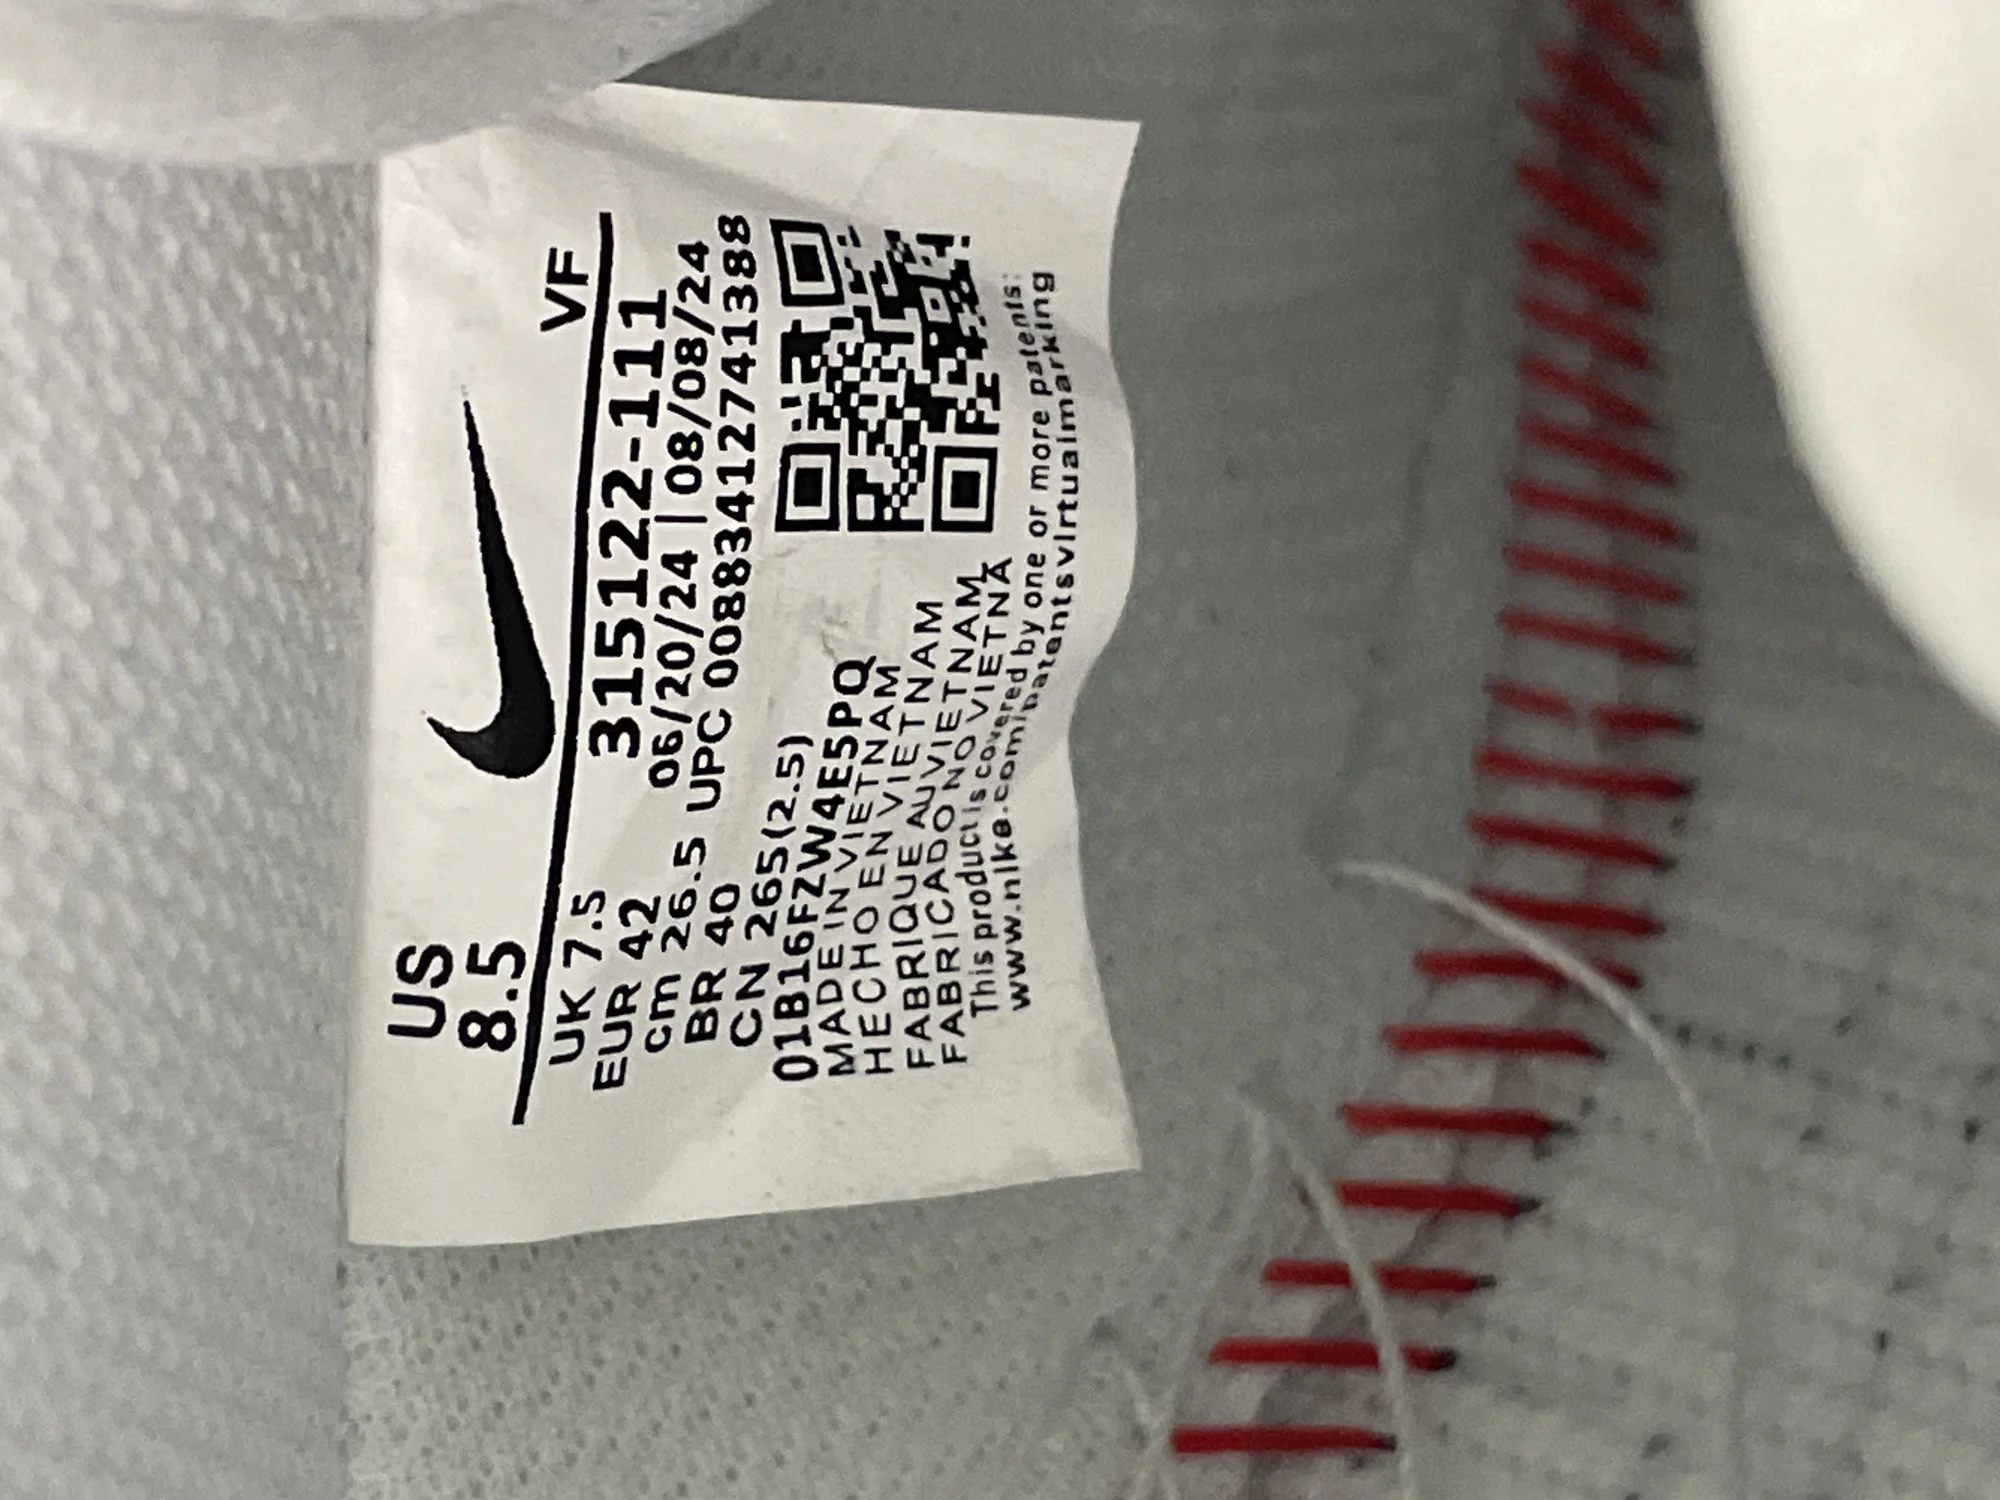 US
8.5
VF
UK 7.5
315122-111
EUR 42
06/20/24|08/08/24
cm 26.5
UPC 00883412741388
BR 40
CN 265(2.5)
01B16FZW4E5PQ
MADE IN VIETNAM
HECHO EN VIETNAM
FABRIQUE AU VIETNAM
FABRICADO NO VIETNAM
VIETNA
This product is covered by one or more patents:
www.nike.com/patentsvirtualmarking